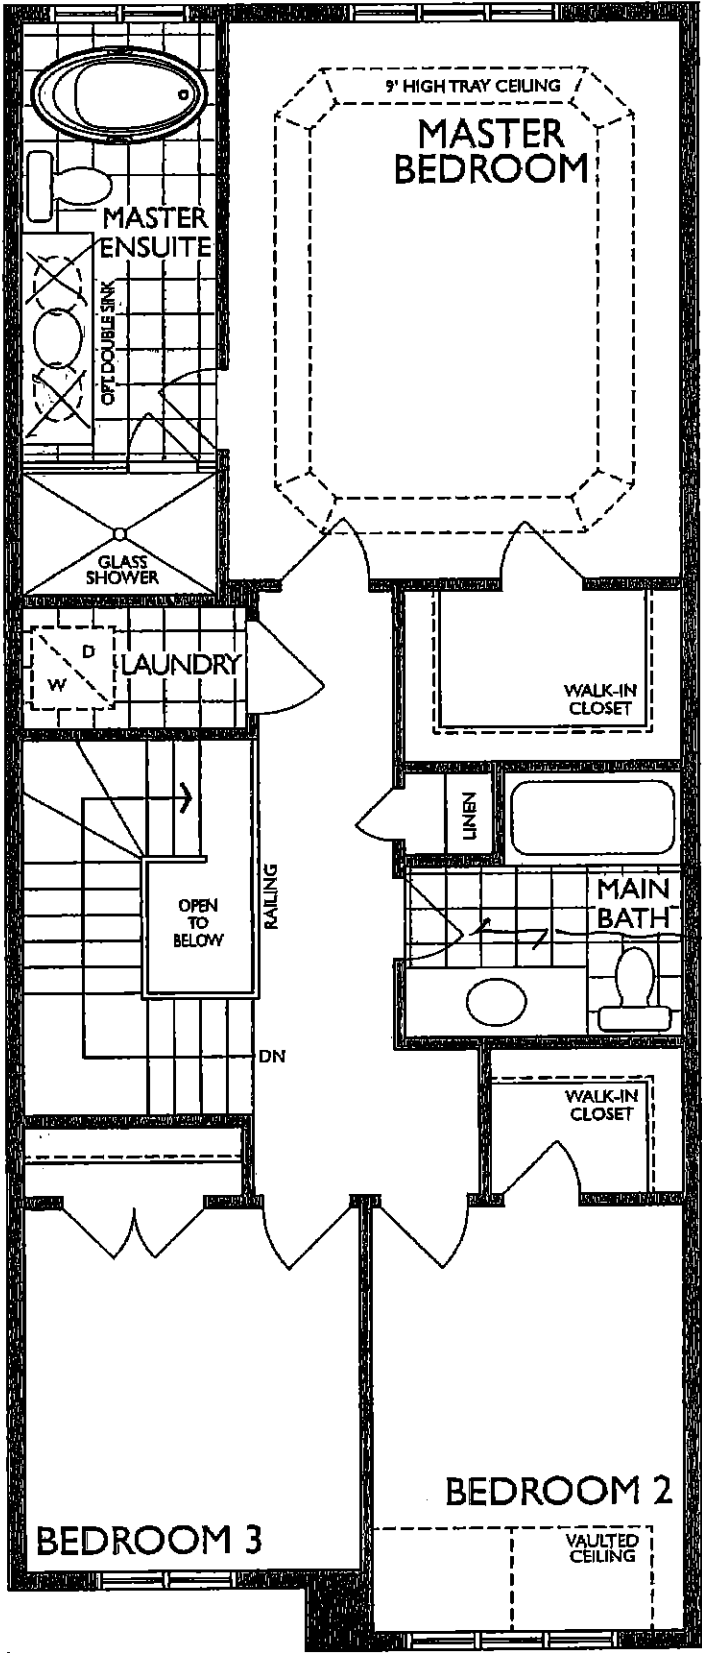 9' HIGH TRAY CEILING
MASTER
BEDROOM
MASTER
ENSUITE
OPT. DOUBLE SINK
GLASS
SHOWER
D
W
LAUNDRY
WALK-IN
CLOSET
LINEN
OPEN
TO
BELOW
RAILING
MAIN
BATH
DN
WALK-IN
CLOSET
BEDROOM 2
BEDROOM 3
VAULTED
CEILING